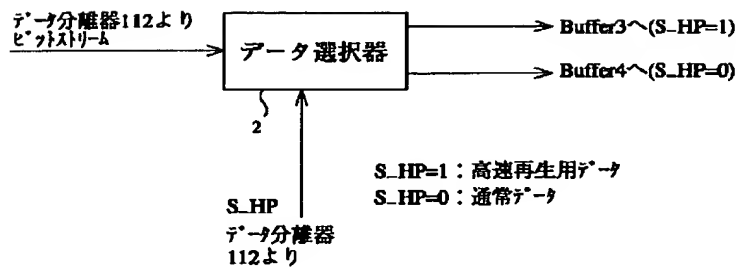 データ分離器112より
ビットストリーム
データ選択器
Buffer3へ(S_HP=1)
Buffer4へ(S_HP=0)
2
S_HP=1：高速再生用データ
S_HP=0：通常データ
S_HP
データ分離器
112より